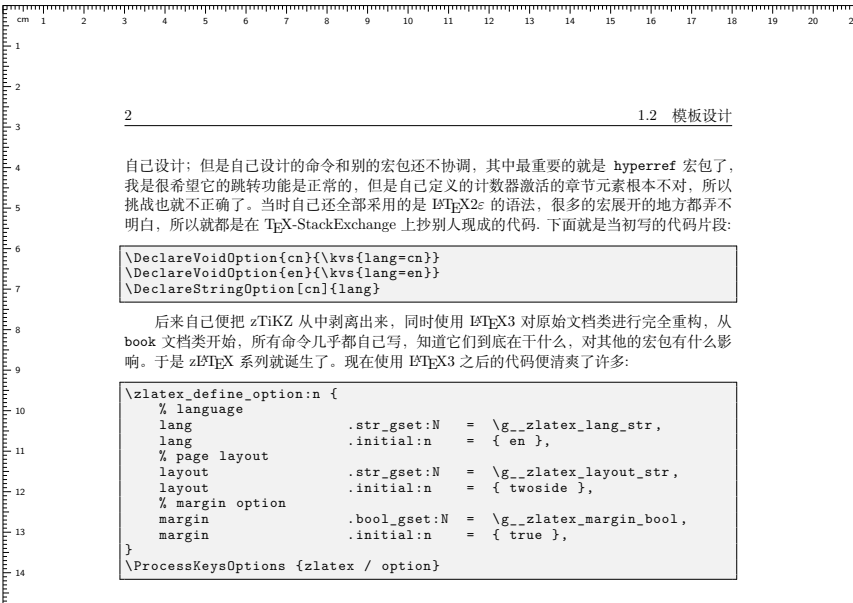 cm 1 2 3 4 5 6 7 8 9 10 11 12 13 14 15 16 17 18 19 20 2
1
2
3
4
5
6
7
8
9
10
11
12
13
14
2 1.2 模板设计
自己设计；但是自己设计的命令和别的宏包还不协调，其中最重要的就是 hyperref 宏包了，
我是很希望它的跳转功能是正常的，但是自己定义的计数器激活的章节元素根本不对，所以
挑战也就不正确了。当时自己还全部采用的是 LATEX2ε 的语法，很多的宏展开的地方都弄不
明白，所以就都是在 TEX-StackExchange 上抄别人现成的代码. 下面就是当初写的代码片段:
\DeclareVoidOption{cn}{\kvs{lang=cn}}
\DeclareVoidOption{en}{\kvs{lang=en}}
\DeclareStringOption[cn]{lang}
后来自己便把 zTiKZ 从中剥离出来，同时使用 LATEX3 对原始文档类进行完全重构，从
book 文档类开始，所有命令几乎都自己写，知道它们到底在干什么，对其他的宏包有什么影
响。于是 zLATEX 系列就诞生了。现在使用 LATEX3 之后的代码便清爽了许多:
\zlatex_define_option:n {
% language
lang .str_gset:N = \g__zlatex_lang_str,
lang .initial:n = { en },
% page layout
layout .str_gset:N = \g__zlatex_layout_str,
layout .initial:n = { twoside },
% margin option
margin .bool_gset:N = \g__zlatex_margin_bool,
margin .initial:n = { true },
}
\ProcessKeysOptions {zlatex / option}